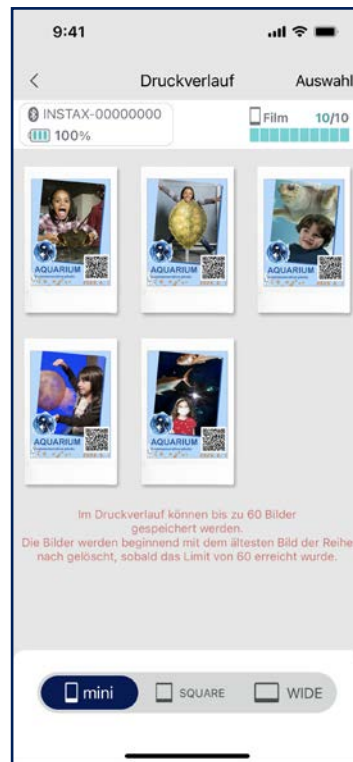 9:41
Druckverlauf
Auswahl
INSTAX-00000000
100%
Film 10/10
AQUARIUM
AQUARIUM
AQUARIUM
AQUARIUM
AQUARIUM
Im Druckverlauf können bis zu 60 Bilder
gespeichert werden.
Die Bilder werden beginnend mit dem ältesten Bild der Reihe
nach gelöscht, sobald das Limit von 60 erreicht wurde.
mini
SQUARE
WIDE